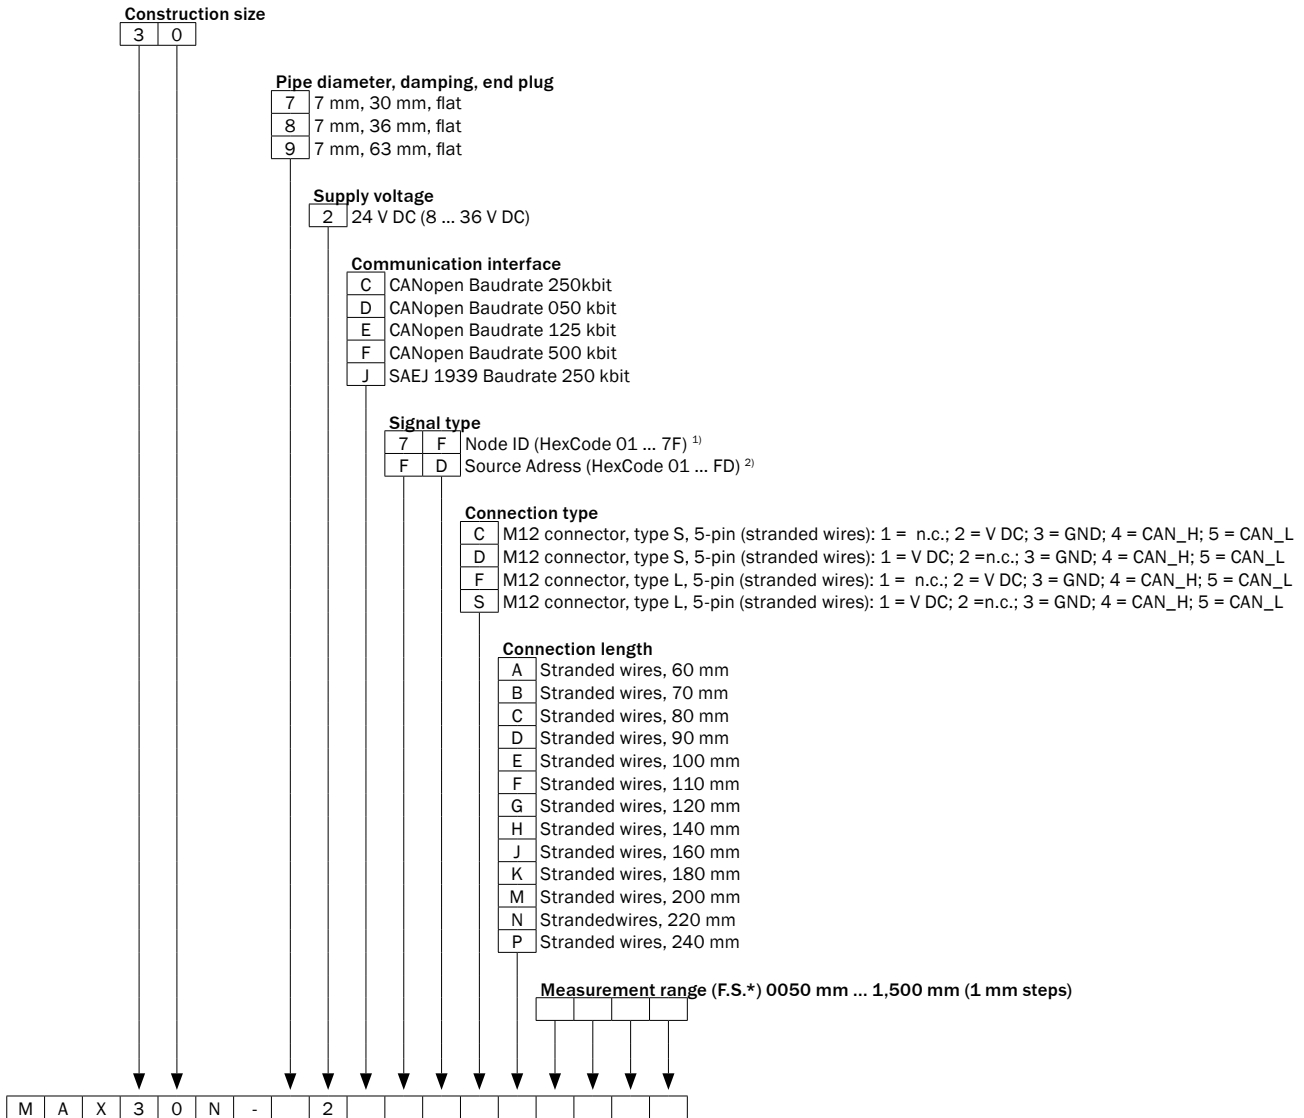 Construction size
3 0
Pipe diameter, damping, end plug
7 7 mm, 30 mm, flat
8 7 mm, 36 mm, flat
9 7 mm, 63 mm, flat
Supply voltage
2 24 V DC (8 ... 36 V DC)
Communication interface
C CANopen Baudrate 250kbit
D CANopen Baudrate 050 kbit
E CANopen Baudrate 125 kbit
F CANopen Baudrate 500 kbit
J SAEJ 1939 Baudrate 250 kbit
Signal type
7 F Node ID (HexCode 01 ... 7F) 1)
F D Source Adress (HexCode 01 ... FD) 2)
Connection type
C M12 connector, type S, 5-pin (stranded wires): 1 = n.c.; 2 = V DC; 3 = GND; 4 = CAN_H; 5 = CAN_L
D M12 connector, type S, 5-pin (stranded wires): 1 = V DC; 2 =n.c.; 3 = GND; 4 = CAN_H; 5 = CAN_L
F M12 connector, type L, 5-pin (stranded wires): 1 = n.c.; 2 = V DC; 3 = GND; 4 = CAN_H; 5 = CAN_L
S M12 connector, type L, 5-pin (stranded wires): 1 = V DC; 2 =n.c.; 3 = GND; 4 = CAN_H; 5 = CAN_L
Connection length
A Stranded wires, 60 mm
B Stranded wires, 70 mm
C Stranded wires, 80 mm
D Stranded wires, 90 mm
E Stranded wires, 100 mm
F Stranded wires, 110 mm
G Stranded wires, 120 mm
H Stranded wires, 140 mm
J Stranded wires, 160 mm
K Stranded wires, 180 mm
M Stranded wires, 200 mm
N Strandedwires, 220 mm
P Stranded wires, 240 mm
Measurement range (F.S.*) 0050 mm ... 1,500 mm (1 mm steps)
M A X 3 0 N - 2